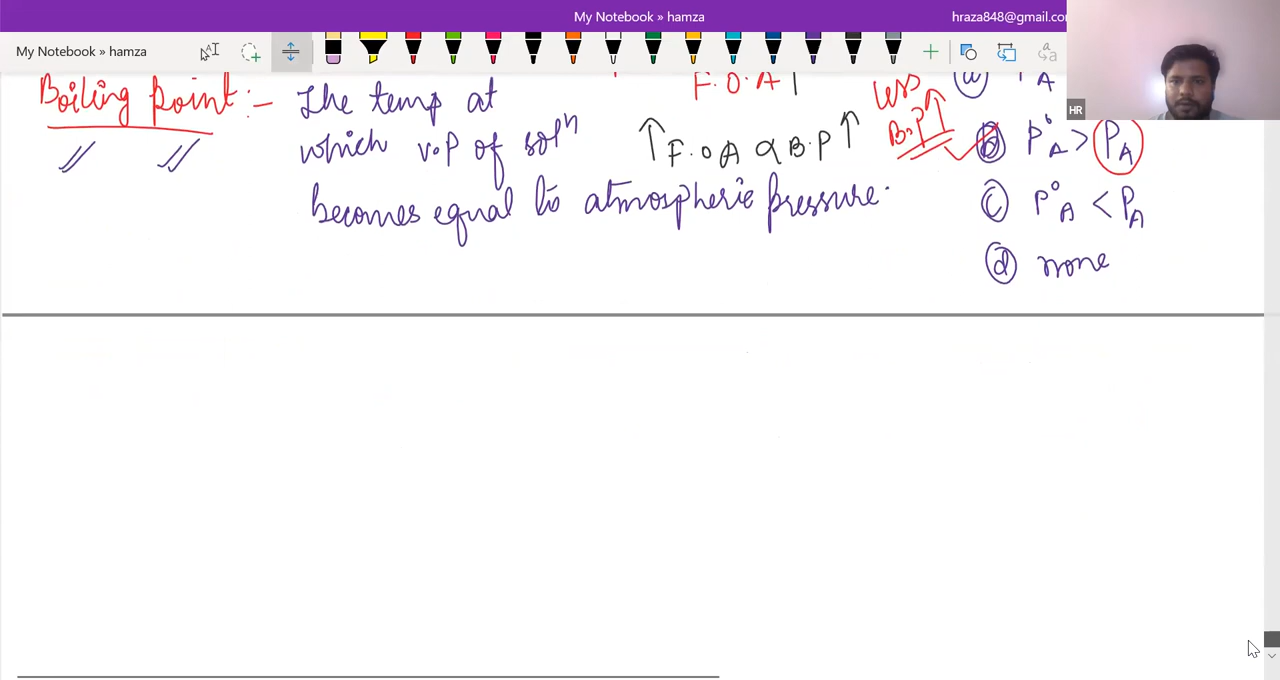 My Notebook » hamza
hraza848@gmail.co
My Notebook » hamza
HR
Boiling point :- The temp at
which v.P of solⁿ
becomes equal to atmospheric pressure.
F.O.A
↑ F.O A α B.P ↑
less
B.P ↑
(a) P A
(b) P°A > PA
(c) P°A < PA
(d) none